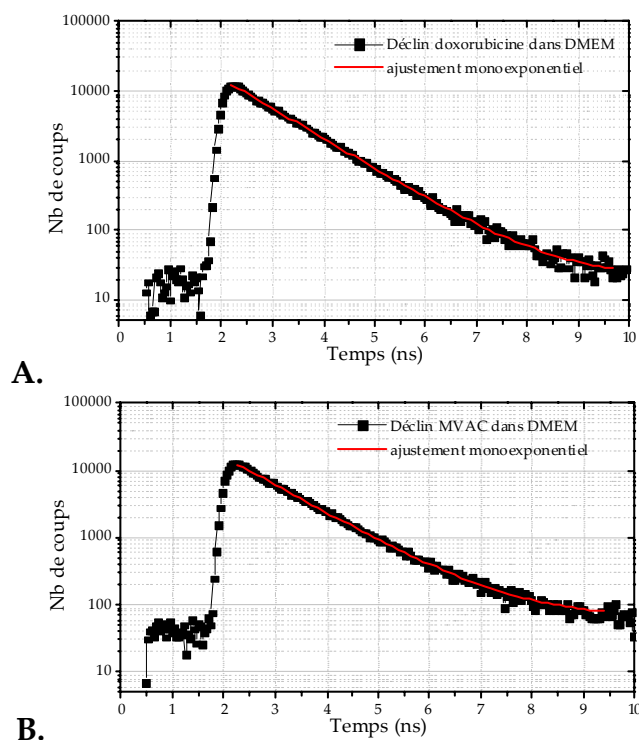 100000
Déclin doxorubicine dans DMEM
ajustement monoexponentiel
10000
1000
100
10
Nb de coups
0 1 2 3 4 5 6 7 8 9 10
Temps (ns)
A.
100000
Déclin MVAC dans DMEM
ajustement monoexponentiel
10000
1000
100
10
Nb de coups
0 1 2 3 4 5 6 7 8 9 10
Temps (ns)
B.